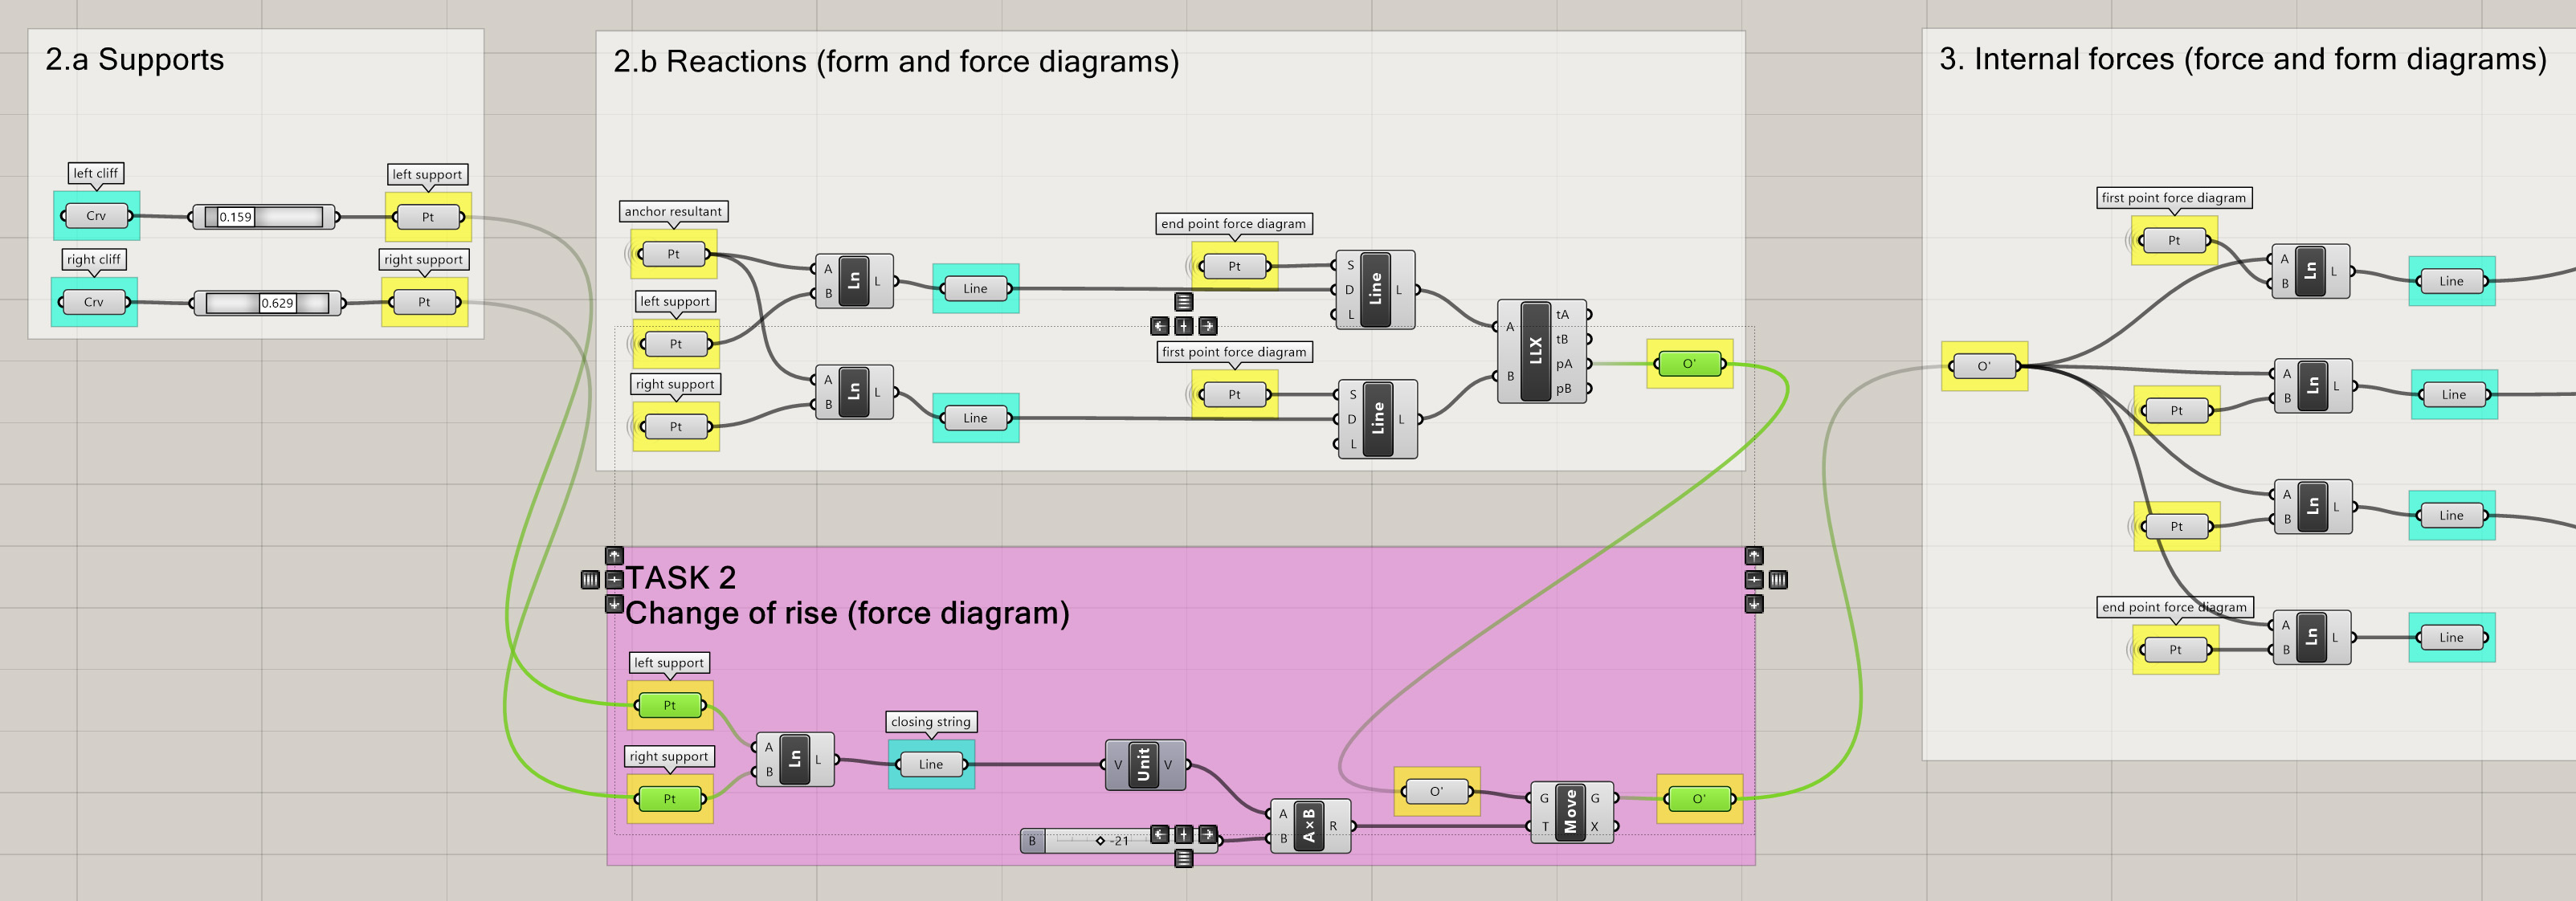 2.a Supports
left cliff
Crv
0.159
left support
Pt
right cliff
Crv
0.629
right support
Pt
2.b Reactions (form and force diagrams)
anchor resultant
Pt
left support
Pt
right support
Pt
A
B
Ln
L
Line
A
B
Ln
L
Line
end point force diagram
Pt
first point force diagram
Pt
S
D
L
Line
L
S
D
L
Line
L
A
B
LLX
tA
tB
pA
pB
O'
TASK 2
Change of rise (force diagram)
left support
Pt
right support
Pt
A
B
Ln
L
closing string
Line
V
Unit
V
B
-21
A
B
A×B
R
O'
G
T
Move
G
X
O'
3. Internal forces (force and form diagrams)
O'
first point force diagram
Pt
A
B
Ln
L
Line
Pt
A
B
Ln
L
Line
Pt
A
B
Ln
L
Line
end point force diagram
Pt
A
B
Ln
L
Line